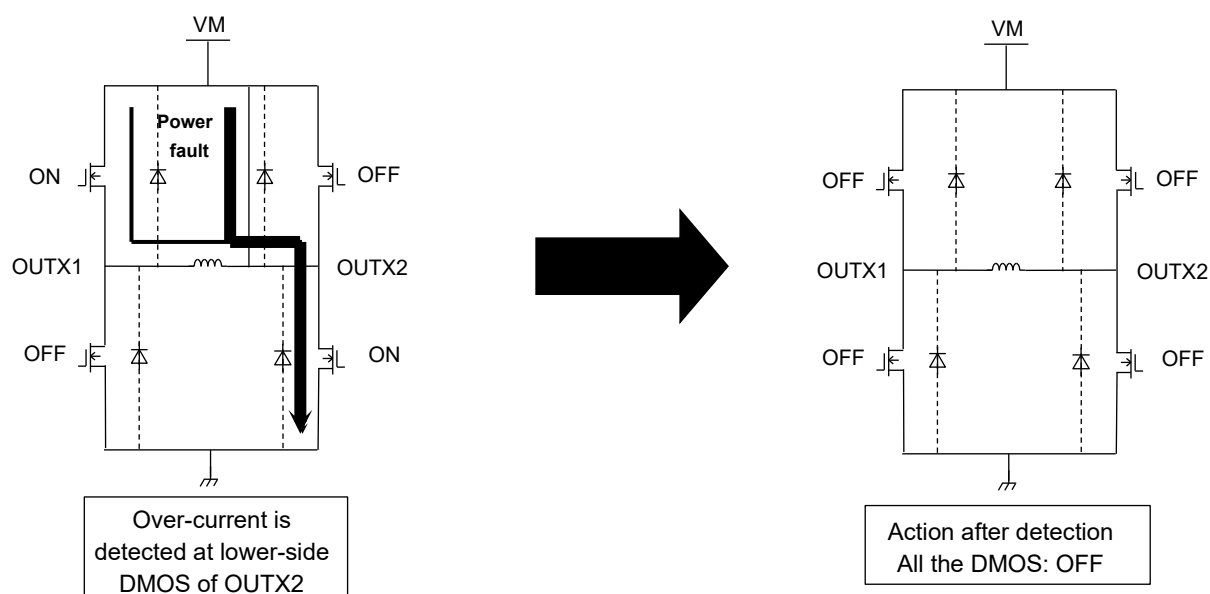 VM
Power
fault
ON
OFF
OUTX1
OUTX2
OFF
ON
Over-current is
detected at lower-side
DMOS of OUTX2
VM
OFF
OFF
OUTX1
OUTX2
OFF
OFF
Action after detection
All the DMOS: OFF